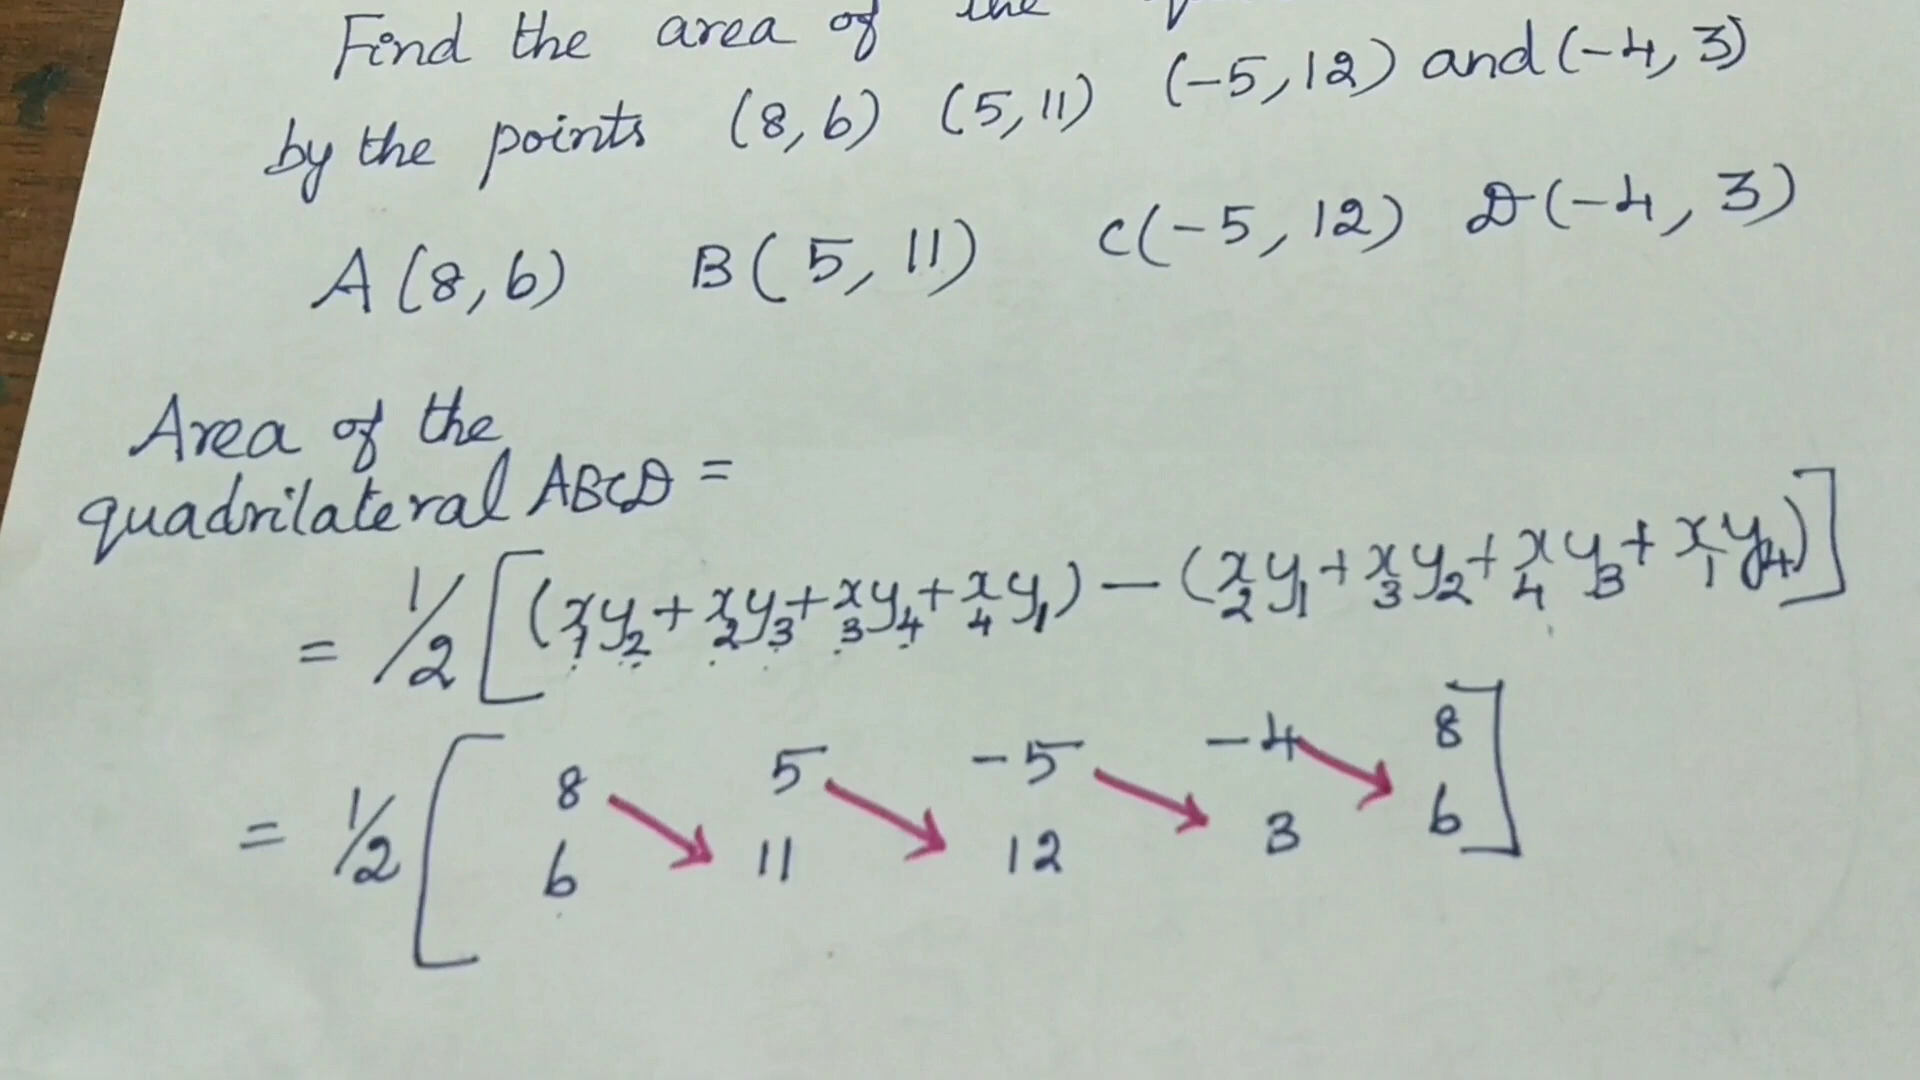 Find the area of the
by the points (8,6) (5,11) (-5,12) and (-4,3)
A(8,6) B(5,11) C(-5,12) D(-4,3)
Area of the
quadrilateral ABCD =
= 1/2 [(x₁y₂+x₂y₃+x₃y₄+x₄y₁) - (x₂y₁+x₃y₂+x₄y₃+x₁y₄)]
= 1/2 [ 8 5 -5 -4 8
6 11 12 3 6 ]